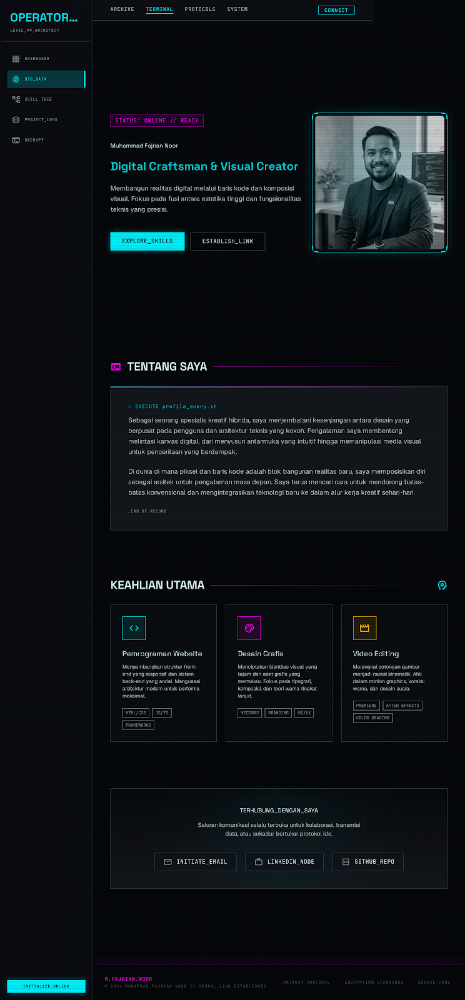 OPERATOR...
LEVEL_99_ARCHITECT
DASHBOARD
BIO_DATA
SKILL_TREE
PROJECT_LOGS
DECRYPT
INITIALIZE_UPLINK
ARCHIVE TERMINAL PROTOCOLS SYSTEM CONNECT
STATUS: ONLINE // READY
Muhammad Fajrian Noor
Digital Craftsman & Visual Creator
Membangun realitas digital melalui baris kode dan komposisi
visual. Fokus pada fusi antara estetika tinggi dan fungsionalitas
teknis yang presisi.
EXPLORE_SKILLS ESTABLISH_LINK
TENTANG SAYA
> EXECUTE profile_query.sh
Sebagai seorang spesialis kreatif hibrida, saya menjembatani kesenjangan antara desain yang
berpusat pada pengguna dan arsitektur teknis yang kokoh. Pengalaman saya membentang
melintasi kanvas digital, dari menyusun antarmuka yang intuitif hingga memanipulasi media visual
untuk penceritaan yang berdampak.
Di dunia di mana piksel dan baris kode adalah blok bangunan realitas baru, saya memposisikan diri
sebagai arsitek untuk pengalaman masa depan. Saya terus mencari cara untuk mendorong batas-
batas konvensional dan mengintegrasikan teknologi baru ke dalam alur kerja kreatif sehari-hari.
_END_OF_RECORD
KEAHLIAN UTAMA
Pemrograman Website
Mengembangkan struktur front-
end yang responsif dan sistem
back-end yang andal. Menguasai
arsitektur modern untuk performa
maksimal.
HTML/CSS JS/TS
FRAMEWORKS
Desain Grafis
Menciptakan identitas visual yang
tajam dan aset grafis yang
memukau. Fokus pada tipografi,
komposisi, dan teori warna tingkat
lanjut.
VECTORS BRANDING UI/UX
Video Editing
Merangkai potongan gambar
menjadi narasi sinematik. Ahli
dalam motion graphics, koreksi
warna, dan desain suara.
PREMIERE AFTER EFFECTS
COLOR GRADING
TERHUBUNG_DENGAN_SAYA
Saluran komunikasi selalu terbuka untuk kolaborasi, transmisi
data, atau sekadar bertukar protokol ide.
INITIATE_EMAIL LINKEDIN_NODE GITHUB_REPO
M.FAJRIAN.NOOR
© 2024 MUHAMMAD FAJRIAN NOOR // NEURAL_LINK_ESTABLISHED
PRIVACY_PROTOCOL ENCRYPTION_STANDARDS SOURCE_CODE